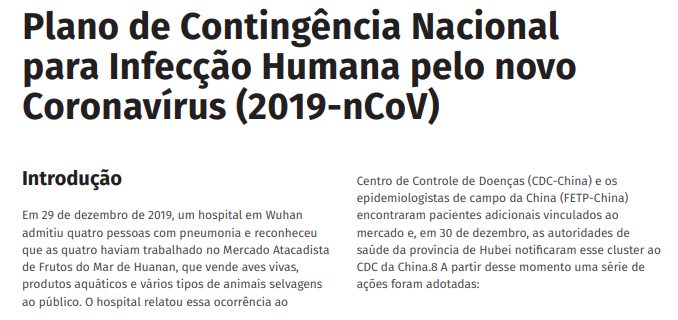 Plano de Contingência Nacional
para Infecção Humana pelo novo
Coronavírus (2019-nCoV)
Introdução
Em 29 de dezembro de 2019, um hospital em Wuhan
admitiu quatro pessoas com pneumonia e reconheceu
que as quatro haviam trabalhado no Mercado Atacadista
de Frutos do Mar de Huanan, que vende aves vivas,
produtos aquáticos e vários tipos de animais selvagens
ao público. O hospital relatou essa ocorrência ao
Centro de Controle de Doenças (CDC-China) e os
epidemiologistas de campo da China (FETP-China)
encontraram pacientes adicionais vinculados ao
mercado e, em 30 de dezembro, as autoridades de
saúde da província de Hubei notificaram esse cluster ao
CDC da China.8 A partir desse momento uma série de
ações foram adotadas: